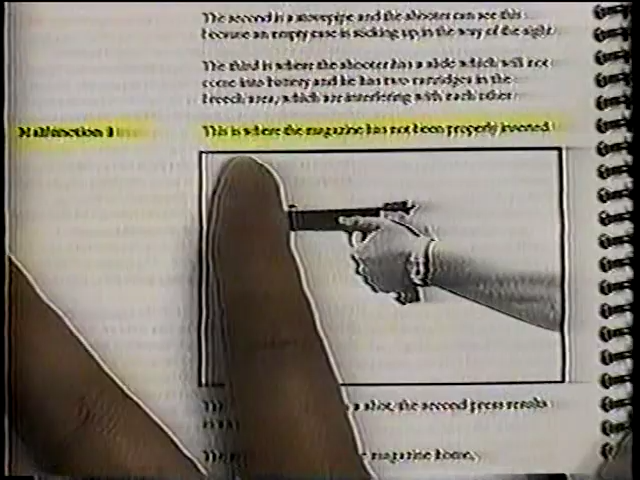 The second is a stovepipe and the shooter can see this
because an empty case is sticking up, in the way of the sight.
The third is where the shooter has a slide which will not
come into battery and he has two cartridges in the
breech area, which are interfering with each other.
Malfunction 1
This is where the magazine has not been properly inserted.
a shot, the second press results
magazine home.